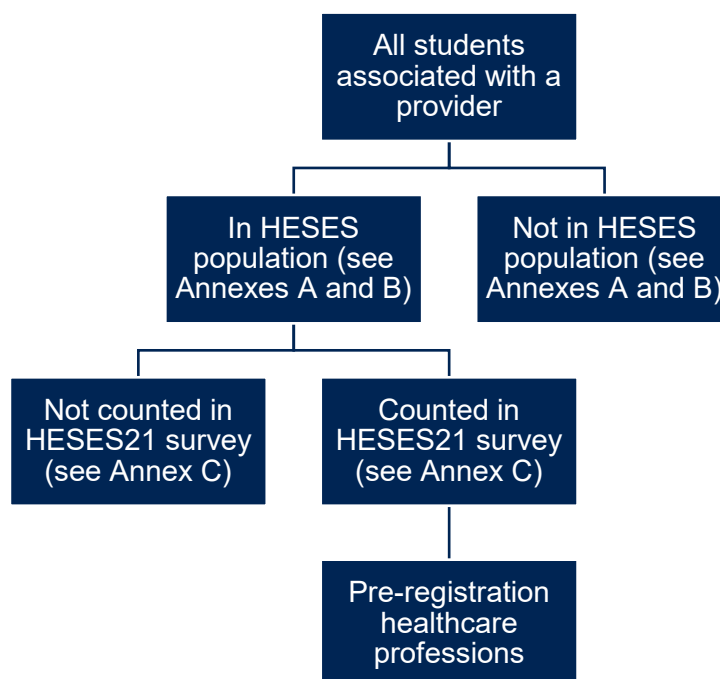 All students
associated with a
provider
In HESES
population (see
Annexes A and B)
Not in HESES
population (see
Annexes A and B)
Not counted in
HESES21 survey
(see Annex C)
Counted in
HESES21 survey
(see Annex C)
Pre-registration
healthcare
professions